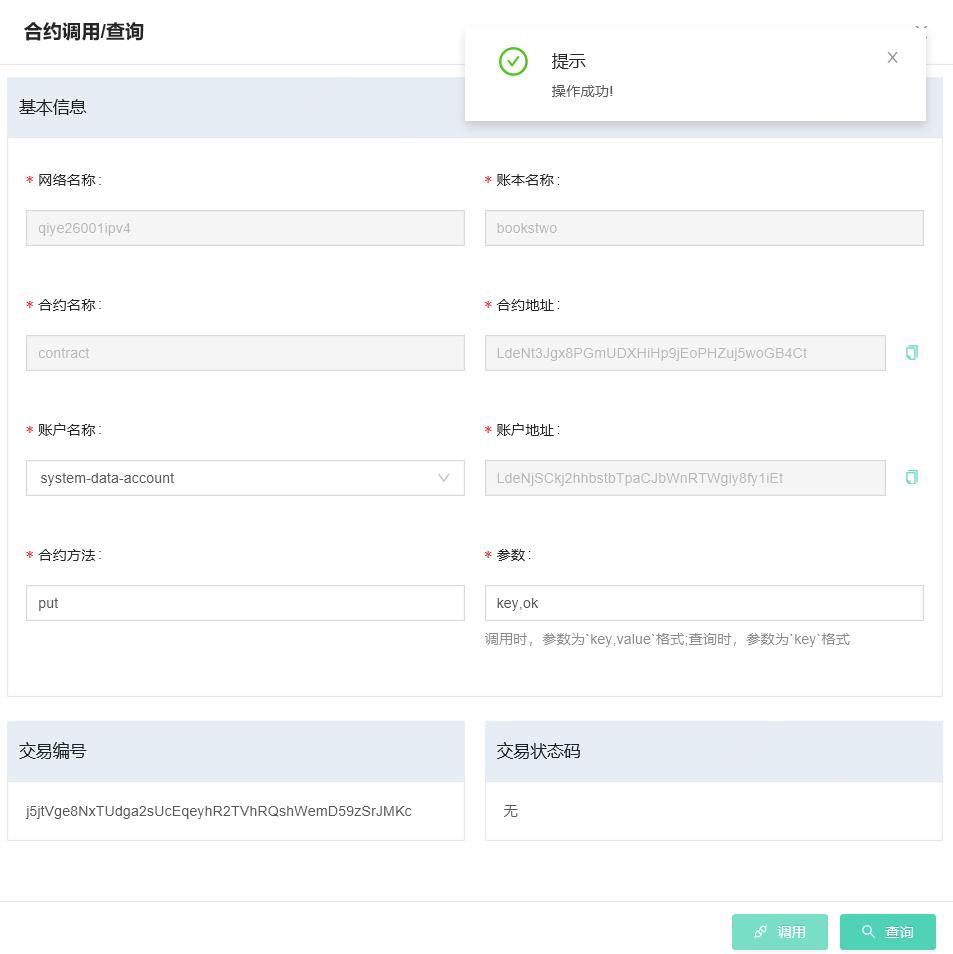 合约调用/查询
提示
操作成功!
基本信息
* 网络名称:
* 账本名称:
qiye26001ipv4
bookstwo
* 合约名称:
* 合约地址:
contract
LdeNt3Jgx8PGmUDXHiHp9jEoPHZuj5woGB4Ct
* 账户名称:
* 账户地址:
system-data-account
LdeNjSCkj2hhbstbTpaCJbWnRTWgiy8fy1iEt
* 合约方法:
* 参数:
put
key,ok
调用时，参数为`key,value`格式;查询时，参数为`key`格式
交易编号
交易状态码
j5jtVge8NxTUdga2sUcEqeyhR2TVhRQshWemD59zSrJMKc
无
调用
查询